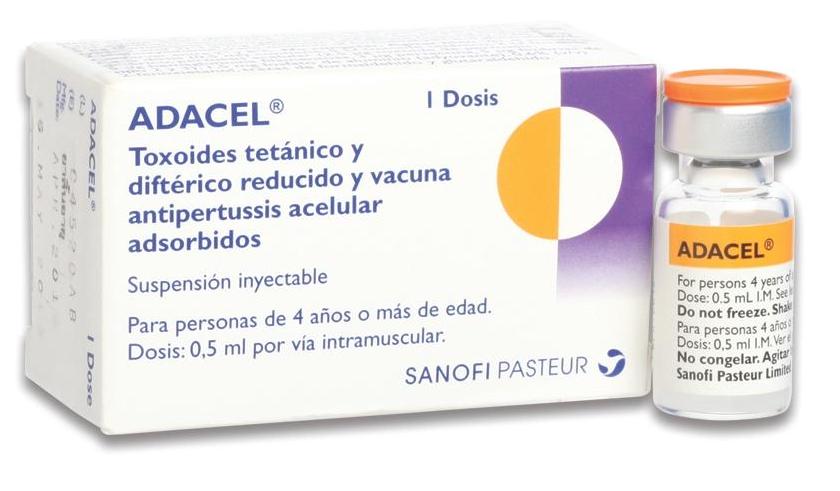 ADACEL®
1 Dosis
Toxoides tetánico y
diftérico reducido y vacuna
antipertussis acelular
adsorbidos
Suspensión inyectable
Para personas de 4 años o más de edad.
Dosis: 0,5 ml por vía intramuscular.
SANOFI PASTEUR
ADACEL®
1 Dose
(L)
(E)
C4520AB
ADACEL®
For persons 4 years of
Dose: 0.5 mL I.M. See
Do not freeze. Shake
Para personas 4 años o
Dosis: 0,5 ml I.M. Ver
No congelar. Agitar
Sanofi Pasteur Limited